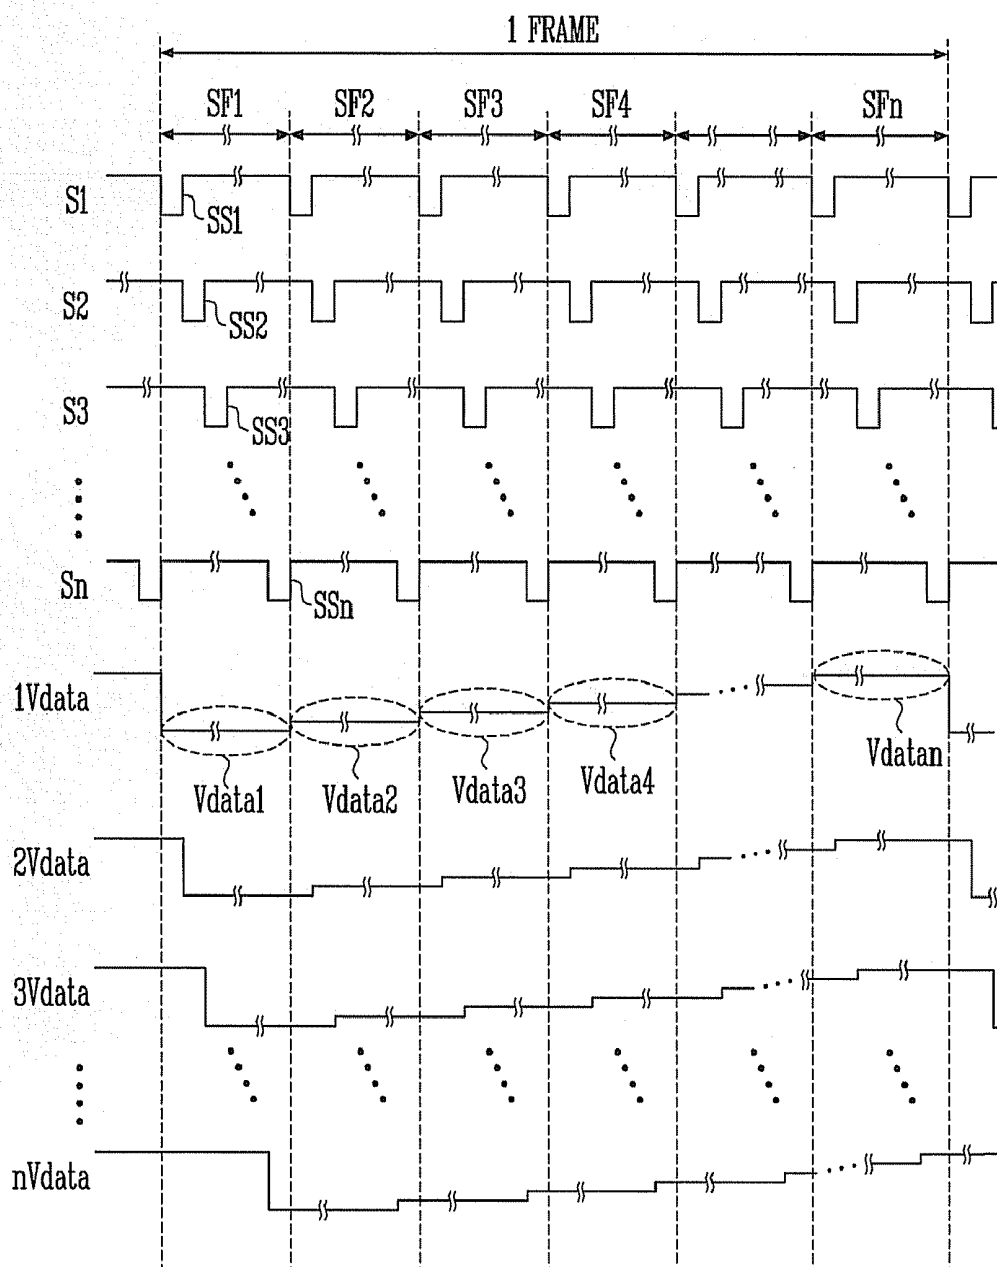 1 FRAME
SF1 SF2 SF3 SF4 SFn
S1
SS1
S2
SS2
S3
SS3
Sn
SSn
1Vdata
Vdata1 Vdata2 Vdata3 Vdata4 Vdatan
2Vdata
3Vdata
nVdata